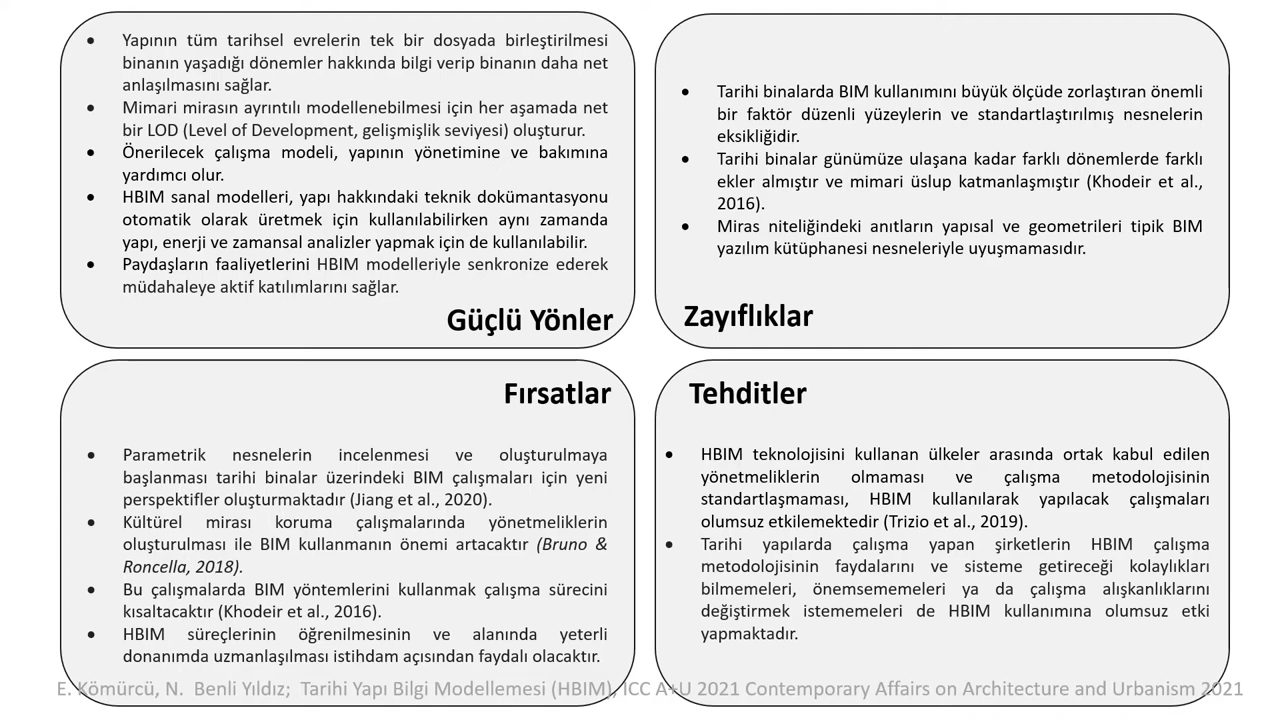 • Yapının tüm tarihsel evrelerin tek bir dosyada birleştirilmesi
binanın yaşadığı dönemler hakkında bilgi verip binanın daha net
anlaşılmasını sağlar.
• Mimari mirasın ayrıntılı modellenebilmesi için her aşamada net
bir LOD (Level of Development, gelişmişlik seviyesi) oluşturur.
• Önerilecek çalışma modeli, yapının yönetimine ve bakımına
yardımcı olur.
• HBIM sanal modelleri, yapı hakkındaki teknik dokümantasyonu
otomatik olarak üretmek için kullanılabilirken aynı zamanda
yapı, enerji ve zamansal analizler yapmak için de kullanılabilir.
• Paydaşların faaliyetlerini HBIM modelleriyle senkronize ederek
müdahaleye aktif katılımlarını sağlar.
Güçlü Yönler
• Tarihi binalarda BIM kullanımını büyük ölçüde zorlaştıran önemli
bir faktör düzenli yüzeylerin ve standartlaştırılmış nesnelerin
eksikliğidir.
• Tarihi binalar günümüze ulaşana kadar farklı dönemlerde farklı
ekler almıştır ve mimari üslup katmanlaşmıştır (Khodeir et al.,
2016).
• Miras niteliğindeki anıtların yapısal ve geometrileri tipik BIM
yazılım kütüphanesi nesneleriyle uyuşmamasıdır.
Zayıflıklar
Fırsatlar
• Parametrik nesnelerin incelenmesi ve oluşturulmaya
başlanması tarihi binalar üzerindeki BIM çalışmaları için yeni
perspektifler oluşturmaktadır (Jiang et al., 2020).
• Kültürel mirası koruma çalışmalarında yönetmeliklerin
oluşturulması ile BIM kullanmanın önemi artacaktır (Bruno &
Roncella, 2018).
• Bu çalışmalarda BIM yöntemlerini kullanmak çalışma sürecini
kısaltacaktır (Khodeir et al., 2016).
• HBIM süreçlerinin öğrenilmesinin ve alanında yeterli
donanımda uzmanlaşılması istihdam açısından faydalı olacaktır.
Tehditler
• HBIM teknolojisini kullanan ülkeler arasında ortak kabul edilen
yönetmeliklerin olmaması ve çalışma metodolojisinin
standartlaşmaması, HBIM kullanılarak yapılacak çalışmaları
olumsuz etkilemektedir (Trizio et al., 2019).
• Tarihi yapılarda çalışma yapan şirketlerin HBIM çalışma
metodolojisinin faydalarını ve sisteme getireceği kolaylıkları
bilmemeleri, önemsememeleri ya da çalışma alışkanlıklarını
değiştirmek istememeleri de HBIM kullanımına olumsuz etki
yapmaktadır.
E. Kömürcü, N. Benli Yıldız; Tarihi Yapı Bilgi Modellemesi (HBIM), ICC A+U 2021 Contemporary Affairs on Architecture and Urbanism 2021